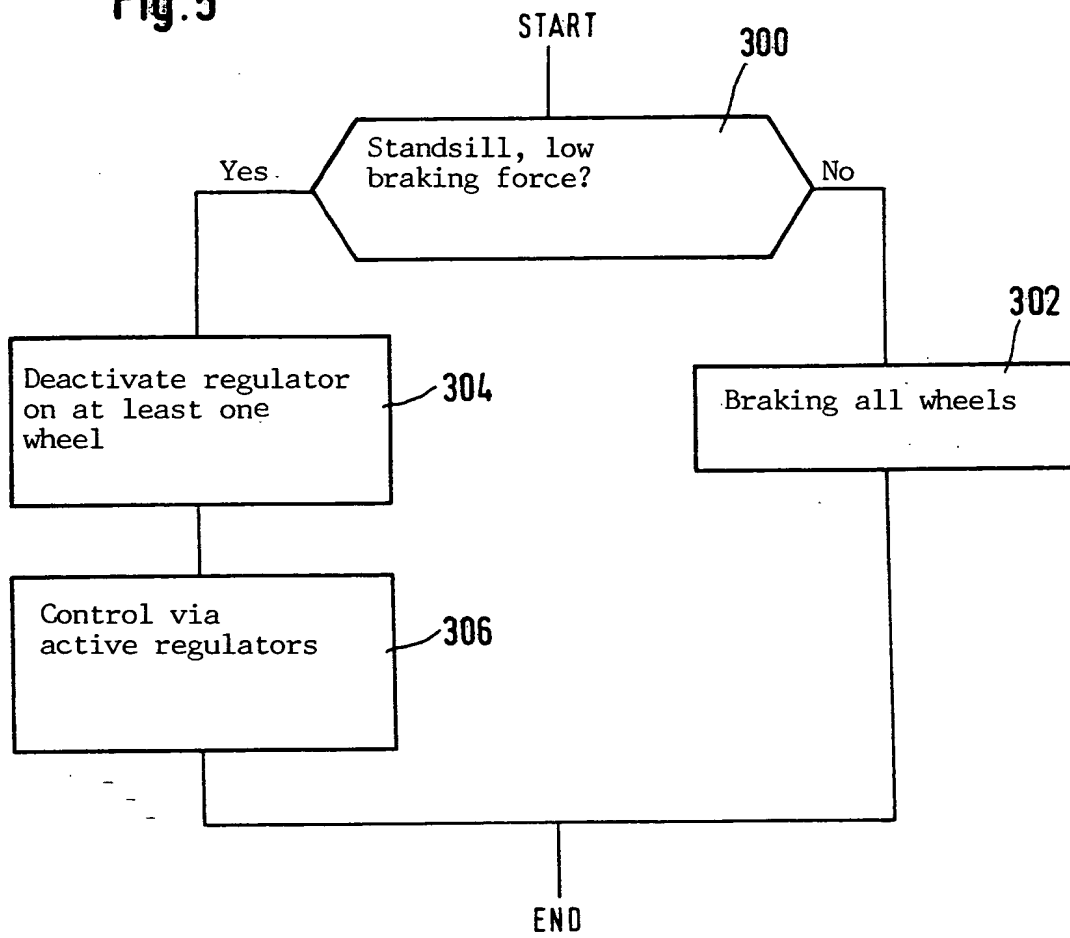 Fig.5
START
300
Standsill, low
braking force?
Yes
No
302
Deactivate regulator
on at least one
wheel
304
Braking all wheels
Control via
active regulators
306
END